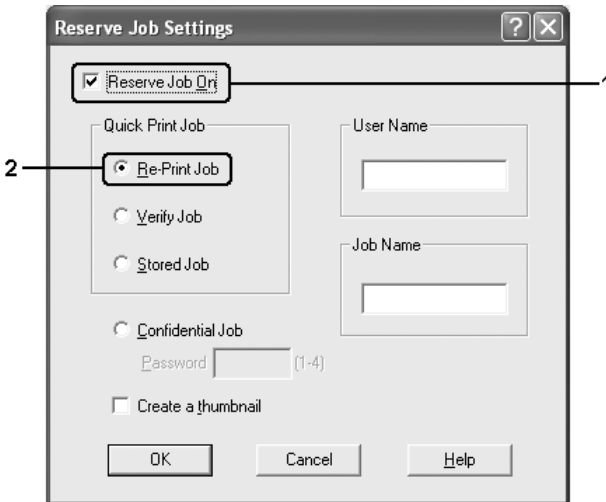 Reserve Job Settings
Reserve Job On
1
Quick Print Job
User Name
2
Re-Print Job
Verify Job
Job Name
Stored Job
Confidential Job
Password
(1-4)
Create a thumbnail
OK
Cancel
Help